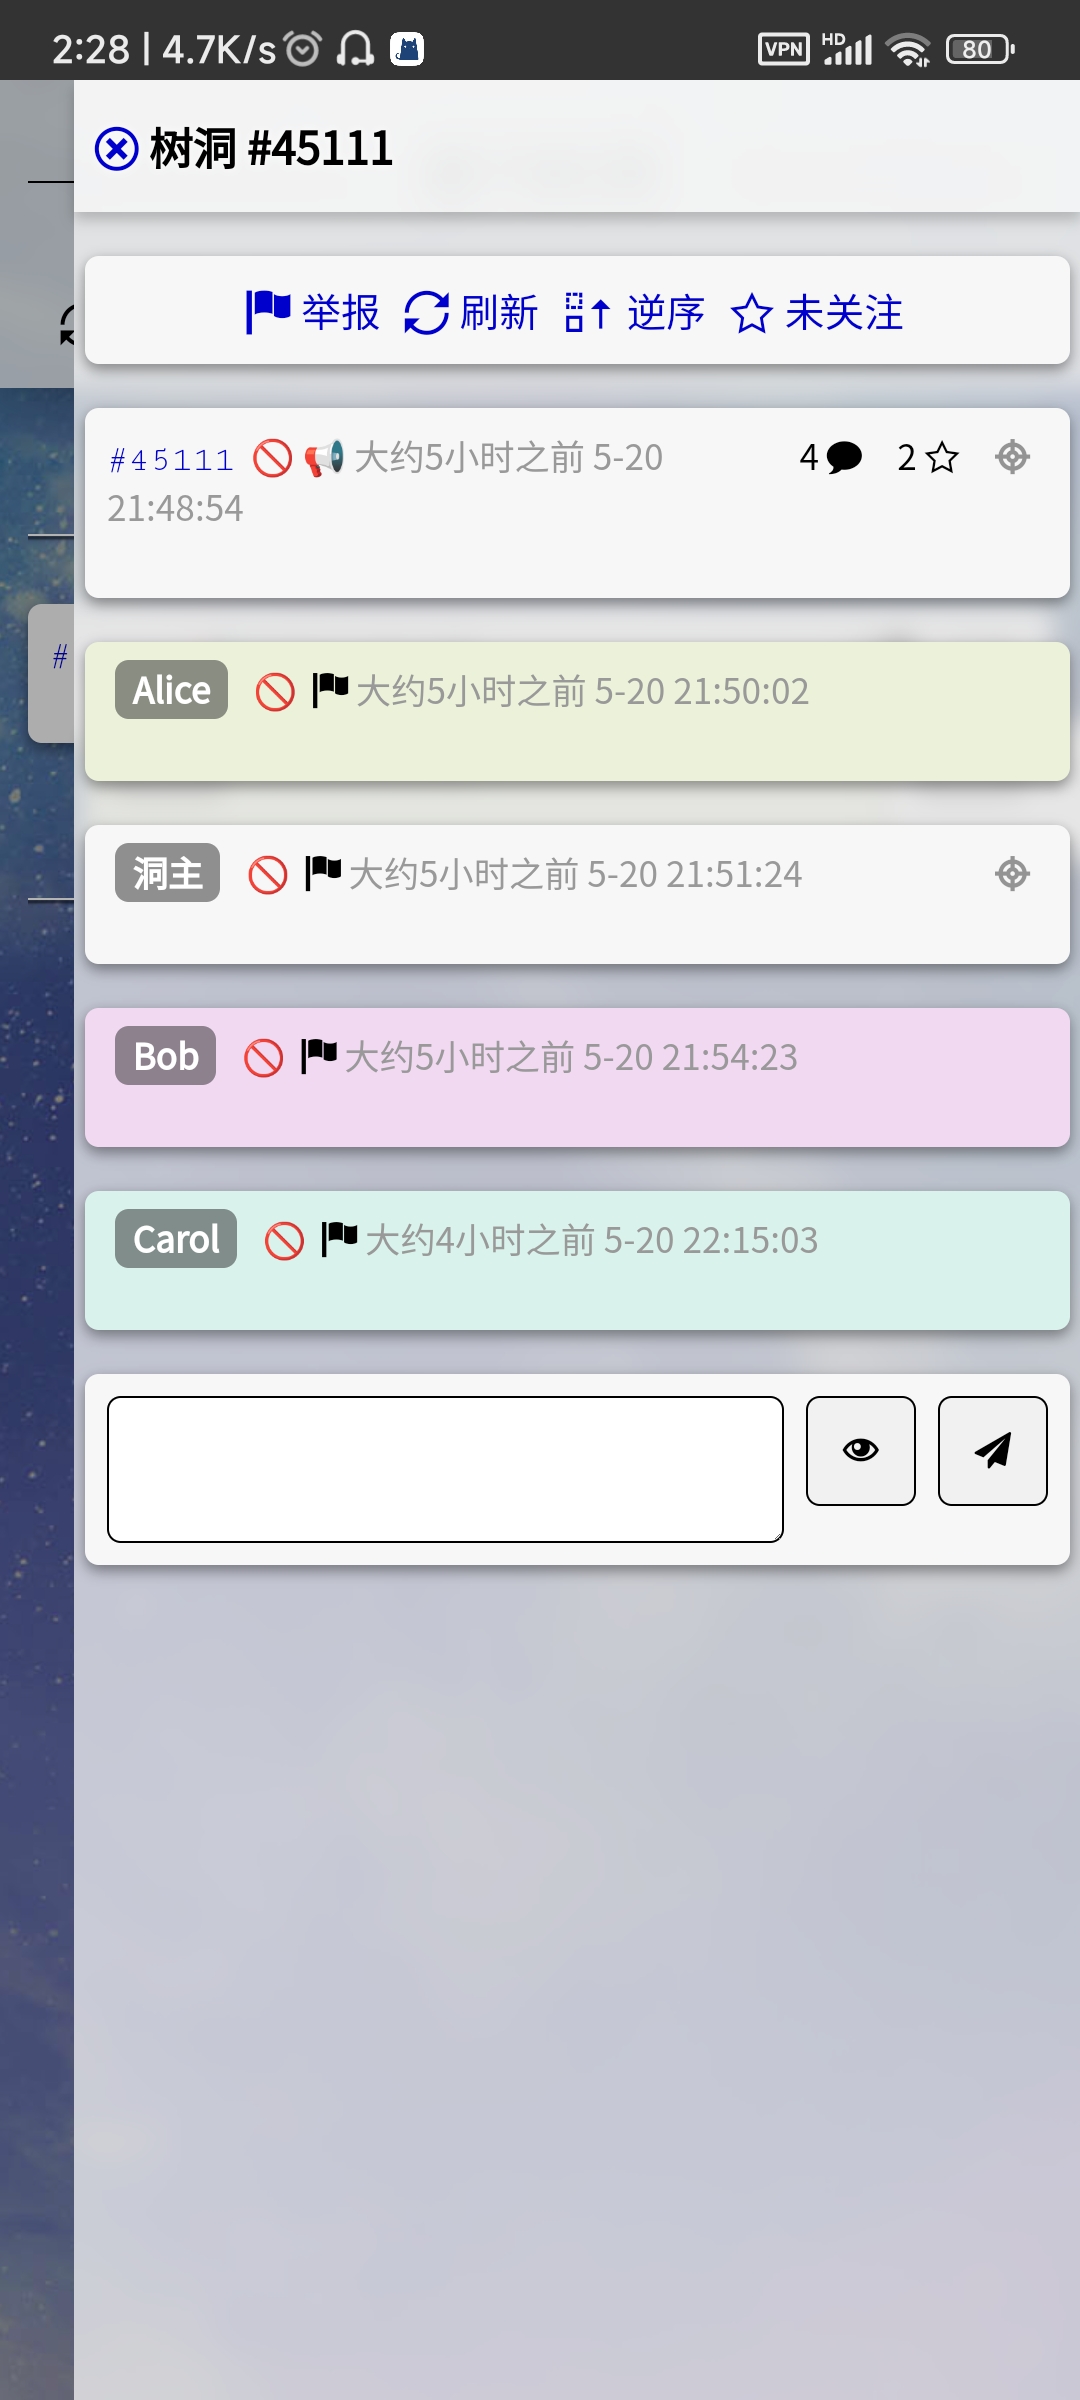 2:28 | 4.7K/s VPN HD 80
树洞 #45111
举报 刷新 逆序 未关注
#45111 大约5小时之前 5-20 4 2
21:48:54
#
Alice 大约5小时之前 5-20 21:50:02
洞主 大约5小时之前 5-20 21:51:24
Bob 大约5小时之前 5-20 21:54:23
Carol 大约4小时之前 5-20 22:15:03